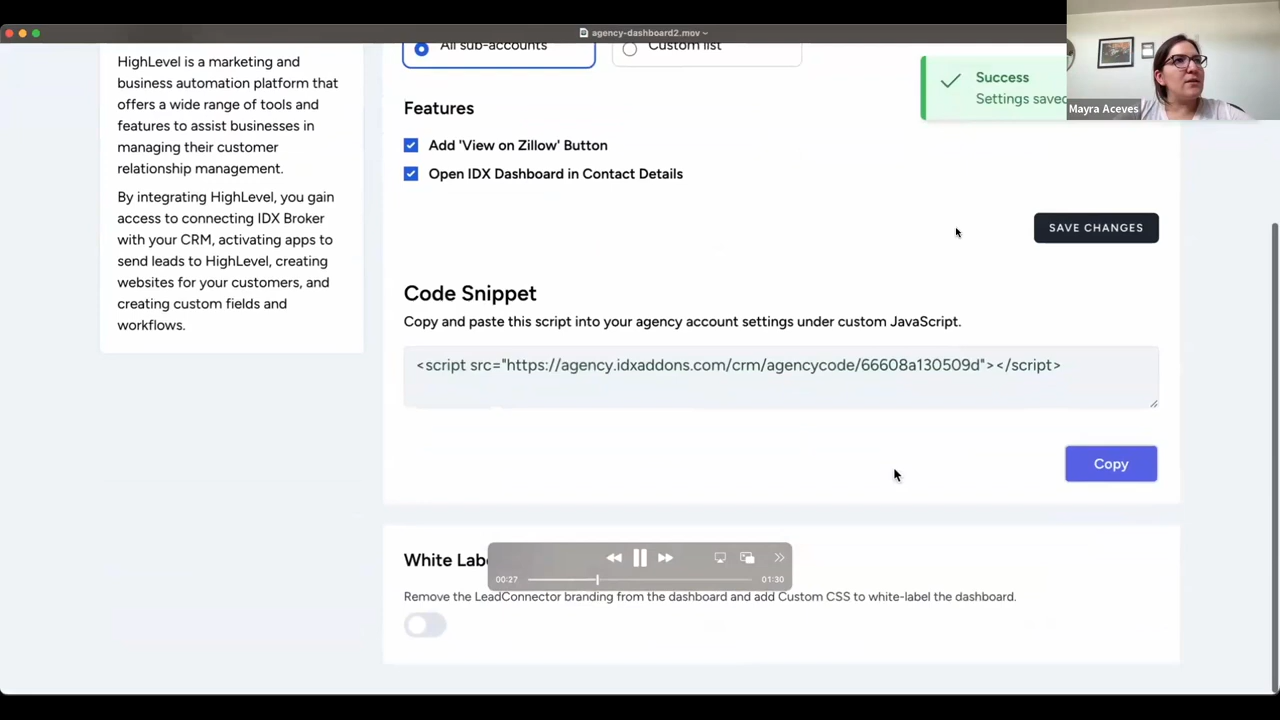 agency-dashboard2.mov
HighLevel is a marketing and
business automation platform that
offers a wide range of tools and
features to assist businesses in
managing their customer
relationship management.
By integrating HighLevel, you gain
access to connecting IDX Broker
with your CRM, activating apps to
send leads to HighLevel, creating
websites for your customers, and
creating custom fields and
workflows.
All sub-accounts
Custom list
Success
Settings saved
Mayra Aceves
Features
Add 'View on Zillow' Button
Open IDX Dashboard in Contact Details
SAVE CHANGES
Code Snippet
Copy and paste this script into your agency account settings under custom JavaScript.
<script src="https://agency.idxaddons.com/crm/agencycode/66608a130509d"></script>
Copy
White Labe
00:27
01:30
Remove the LeadConnector branding from the dashboard and add Custom CSS to white-label the dashboard.